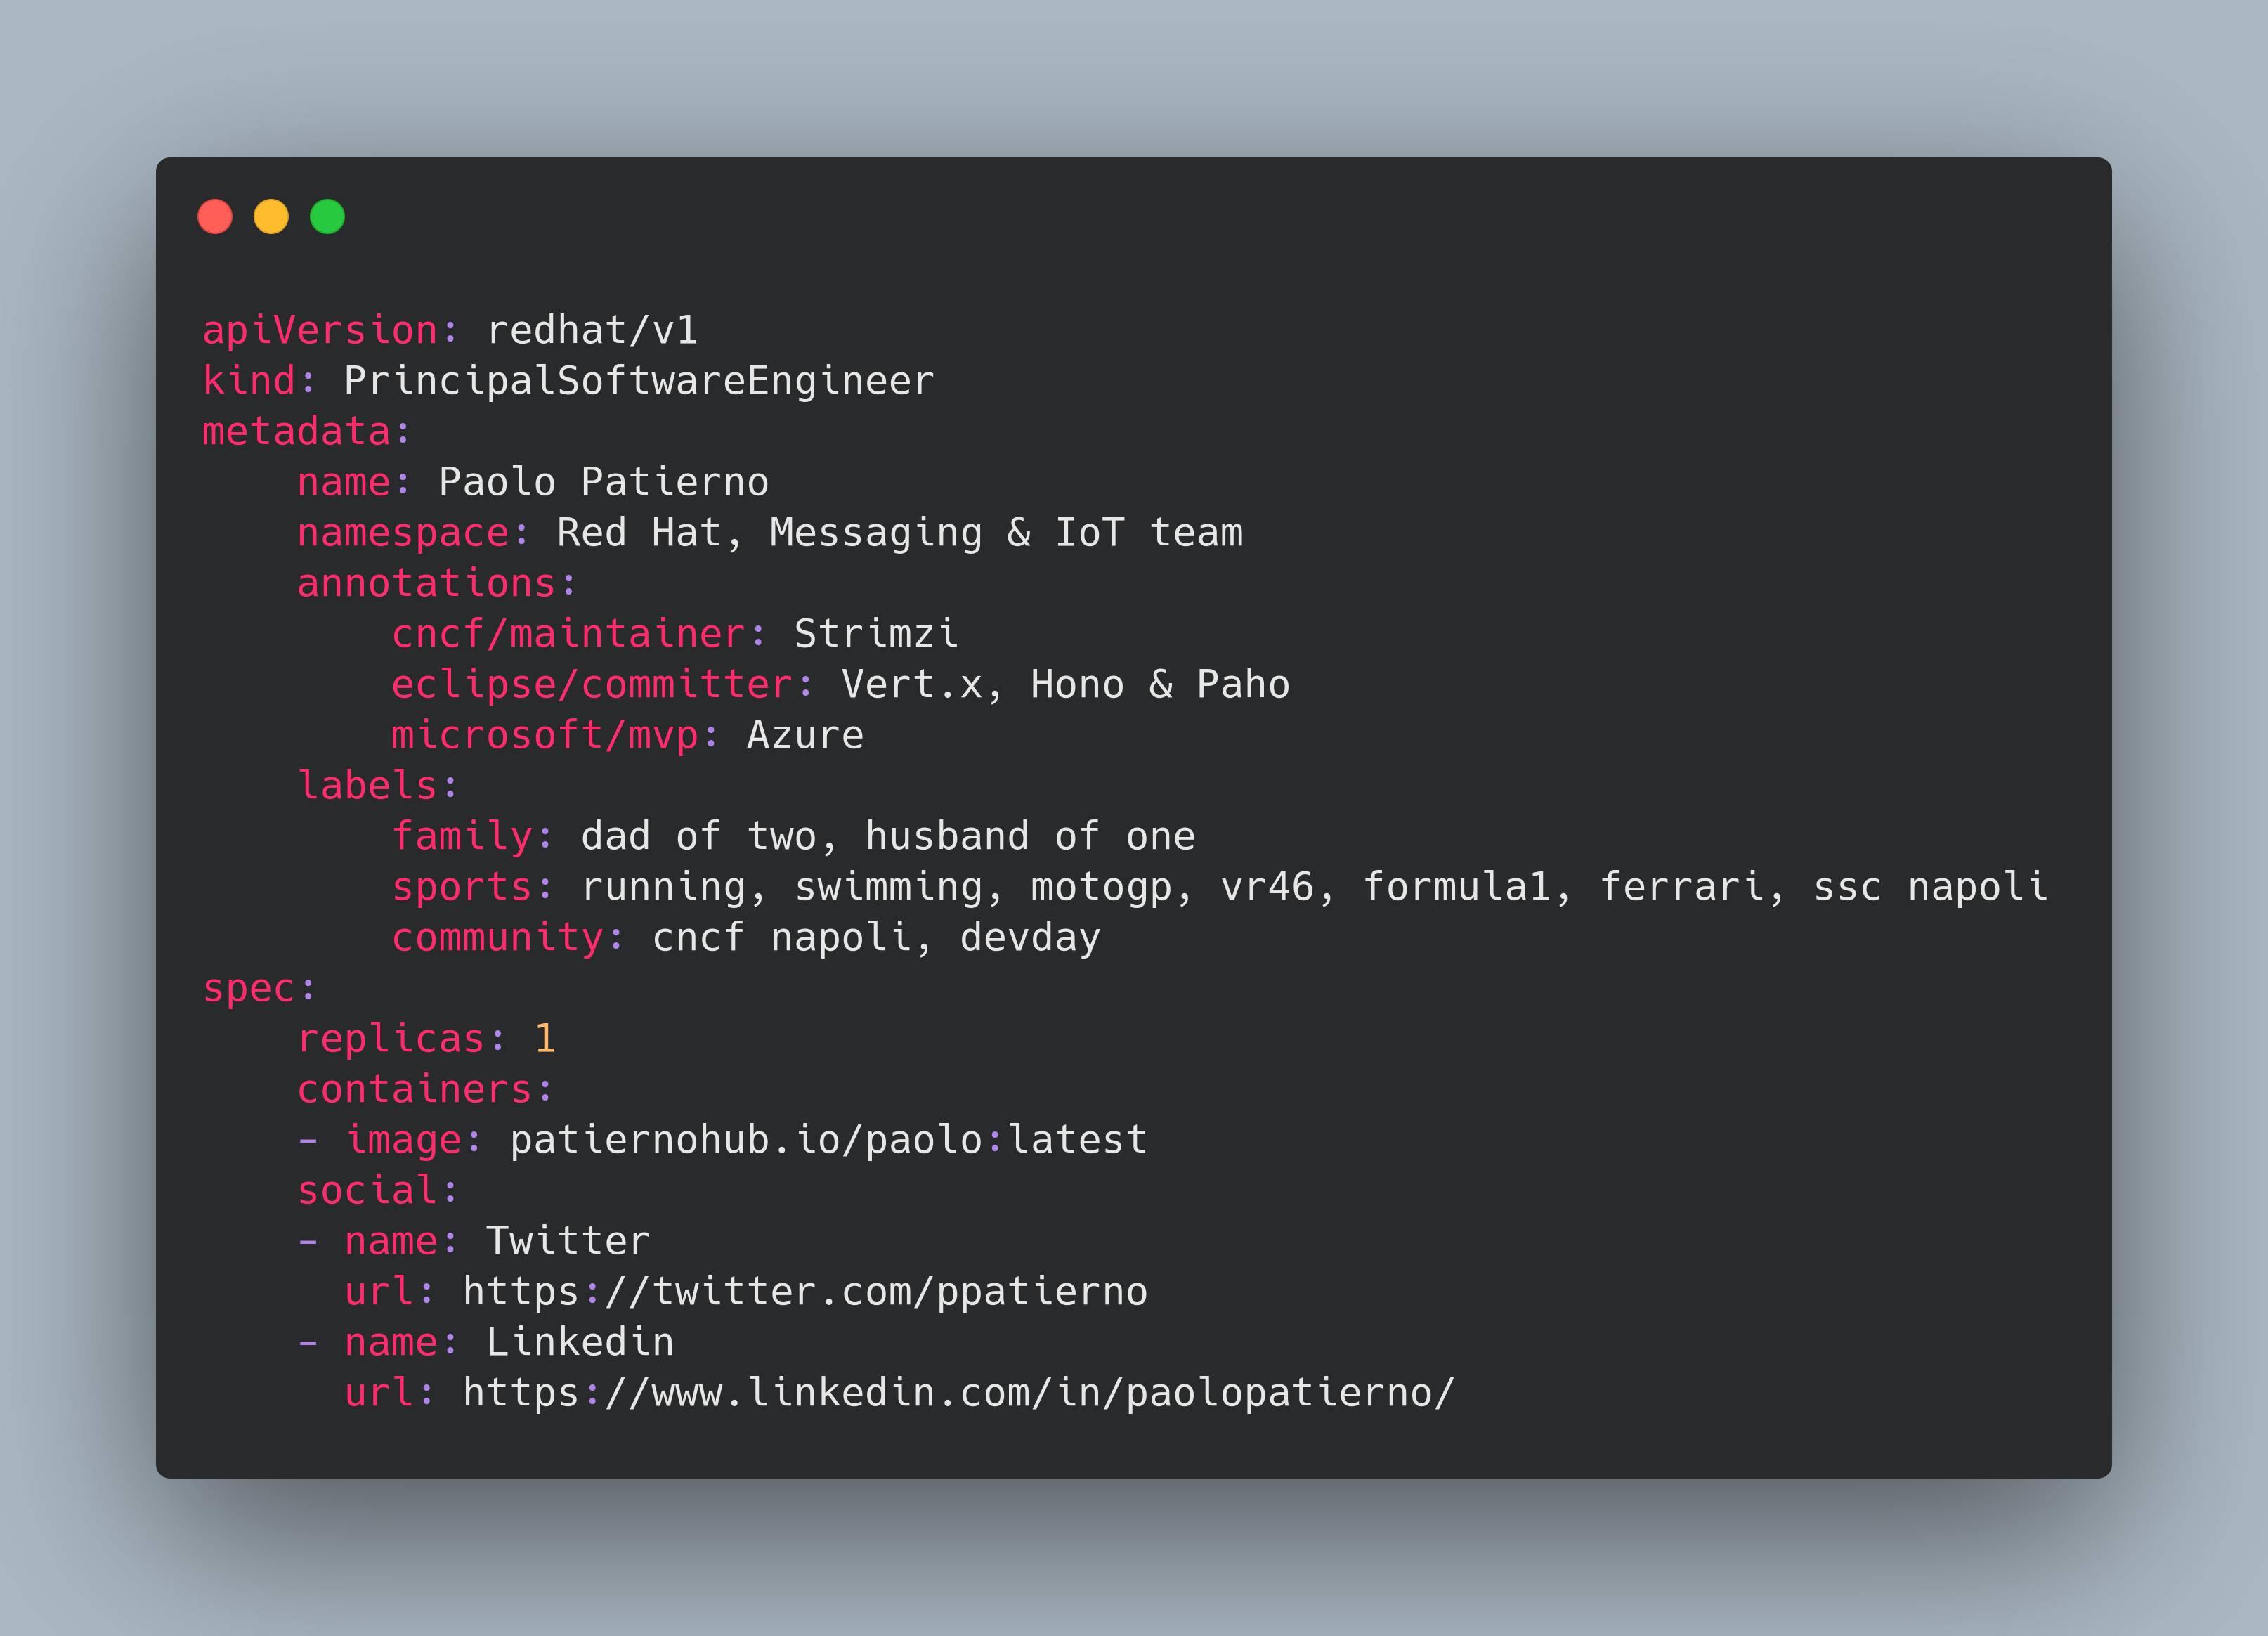 apiVersion: redhat/v1
kind: PrincipalSoftwareEngineer
metadata:
    name: Paolo Patierno
    namespace: Red Hat, Messaging & IoT team
    annotations:
        cncf/maintainer: Strimzi
        eclipse/committer: Vert.x, Hono & Paho
        microsoft/mvp: Azure
    labels:
        family: dad of two, husband of one
        sports: running, swimming, motogp, vr46, formula1, ferrari, ssc napoli
        community: cncf napoli, devday
spec:
    replicas: 1
    containers:
    - image: patiernohub.io/paolo:latest
    social:
    - name: Twitter
      url: https://twitter.com/ppatierno
    - name: Linkedin
      url: https://www.linkedin.com/in/paolopatierno/